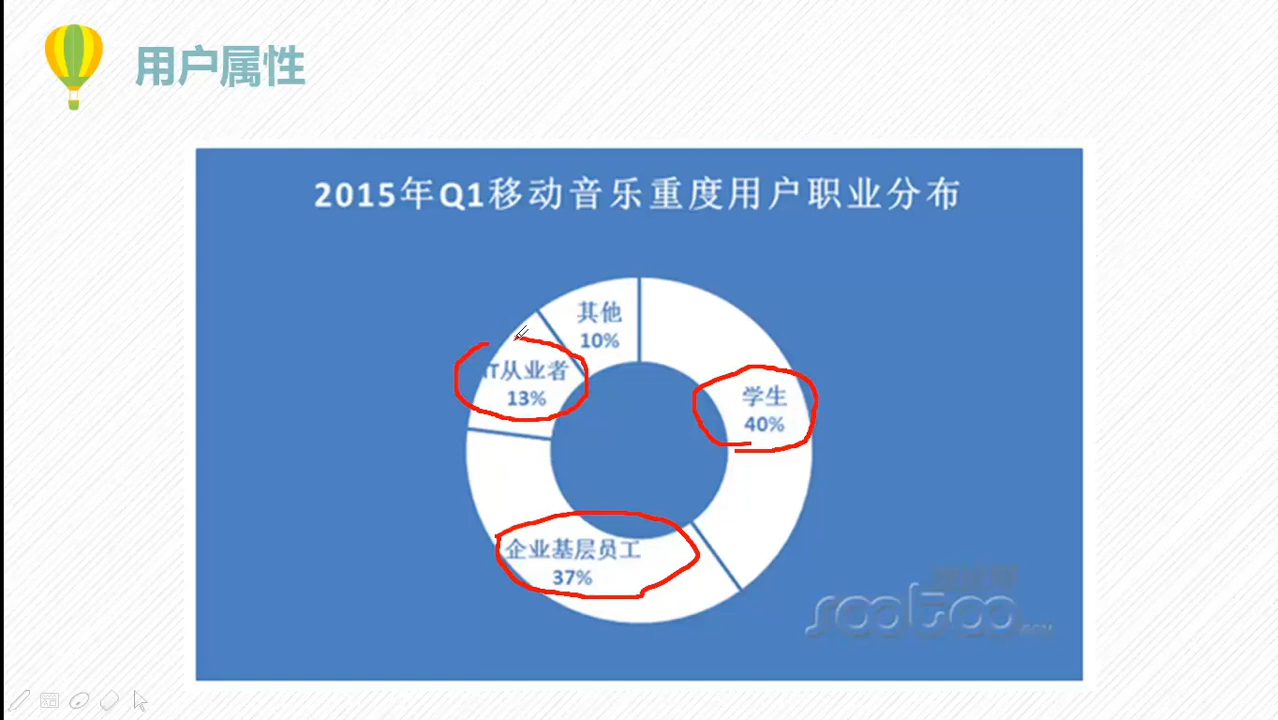 用户属性
2015年Q1移动音乐重度用户职业分布
其他
10%
IT从业者
13%
学生
40%
企业基层员工
37%
sootoo